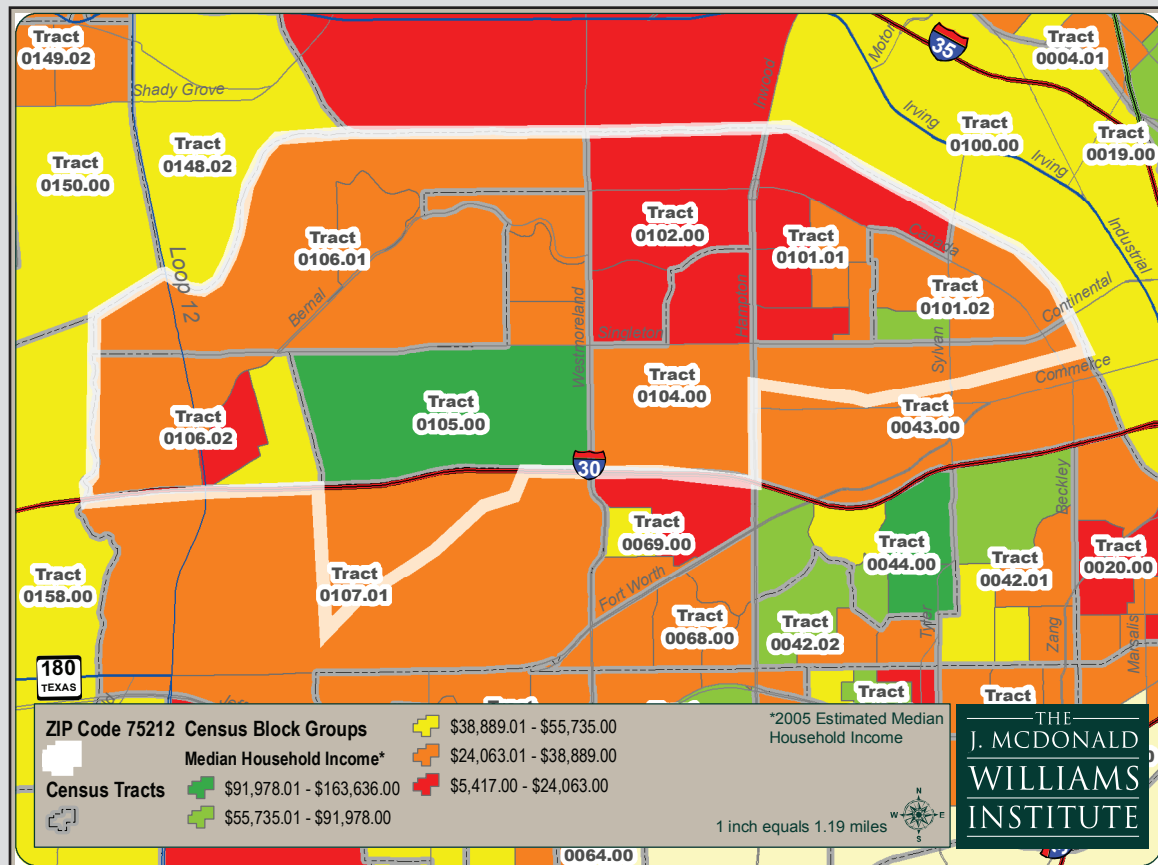 Tract
0149.02
Shady Grove
Tract
0150.00
Tract
0148.02
Loop 12
Inwood
Motor
35
Tract
0004.01
Irving
Tract
0100.00
Irving
Tract
0019.00
Industrial
Tract
0106.01
Bernal
Tract
0102.00
Tract
0101.01
Canada
Tract
0101.02
Continental
Westmoreland
Hampton
Singleton
Sylvan
Commerce
Tract
0106.02
Tract
0105.00
Tract
0104.00
Tract
0043.00
30
Beckley
Tract
0069.00
Fort Worth
Tract
0044.00
Tract
0042.01
Tract
0020.00
Tract
0158.00
Tract
0107.01
Tract
0068.00
Tract
0042.02
Tyler
Zang
Marsalis
180
TEXAS
Tract
Tract
ZIP Code 75212
Census Tracts
Census Block Groups
Median Household Income*
$91,978.01 - $163,636.00
$55,735.01 - $91,978.00
$38,889.01 - $55,735.00
$24,063.01 - $38,889.00
$5,417.00 - $24,063.00
*2005 Estimated Median
Household Income
1 inch equals 1.19 miles
N
W
E
S
THE
J. MCDONALD
WILLIAMS
INSTITUTE
0064.00